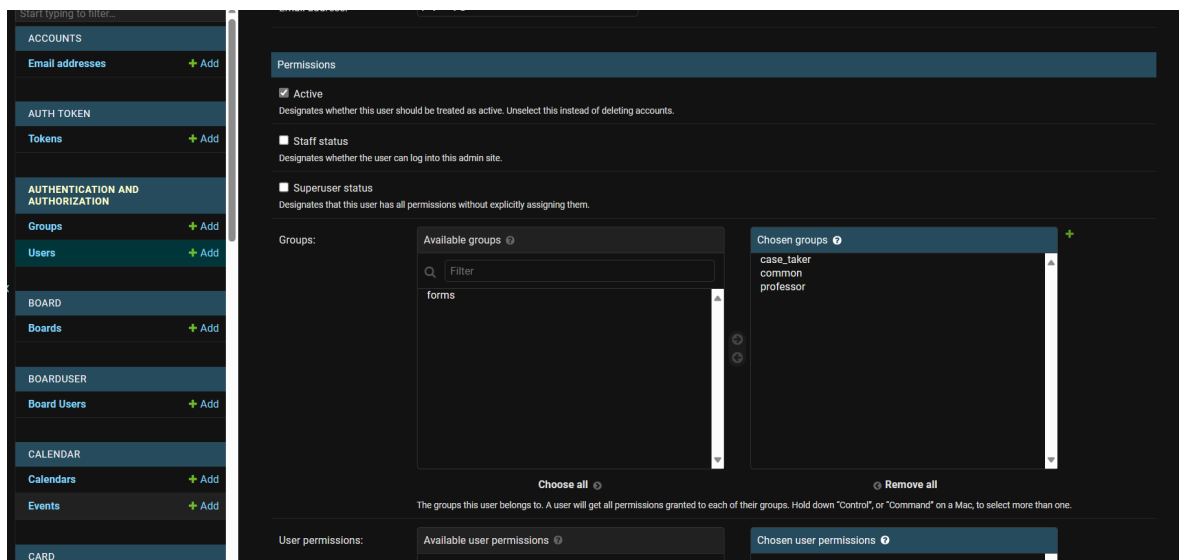 Start typing to filter...
ACCOUNTS
Email addresses
+ Add
AUTH TOKEN
Tokens
+ Add
AUTHENTICATION AND
AUTHORIZATION
Groups
+ Add
Users
+ Add
BOARD
Boards
+ Add
BOARDUSER
Board Users
+ Add
CALENDAR
Calendars
+ Add
Events
+ Add
CARD
Permissions
Active
Designates whether this user should be treated as active. Unselect this instead of deleting accounts.
Staff status
Designates whether the user can log into this admin site.
Superuser status
Designates that this user has all permissions without explicitly assigning them.
Groups:
Available groups
Filter
forms
Choose all
Chosen groups
case_taker
common
professor
Remove all
The groups this user belongs to. A user will get all permissions granted to each of their groups. Hold down “Control”, or “Command” on a Mac, to select more than one.
User permissions:
Available user permissions
Chosen user permissions